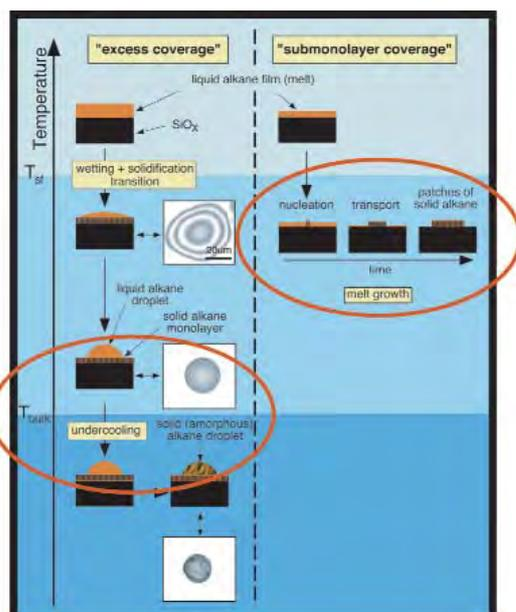 Temperature
"excess coverage"
"submonolayer coverage"
liquid alkane film (melt)
SiOx
Tst
wetting + solidification
transition
20um
nucleation
transport
patches of
solid alkane
time
melt growth
liquid alkane
droplet
solid alkane
monolayer
Tbulk
undercooling
solid (amorphous)
alkane droplet